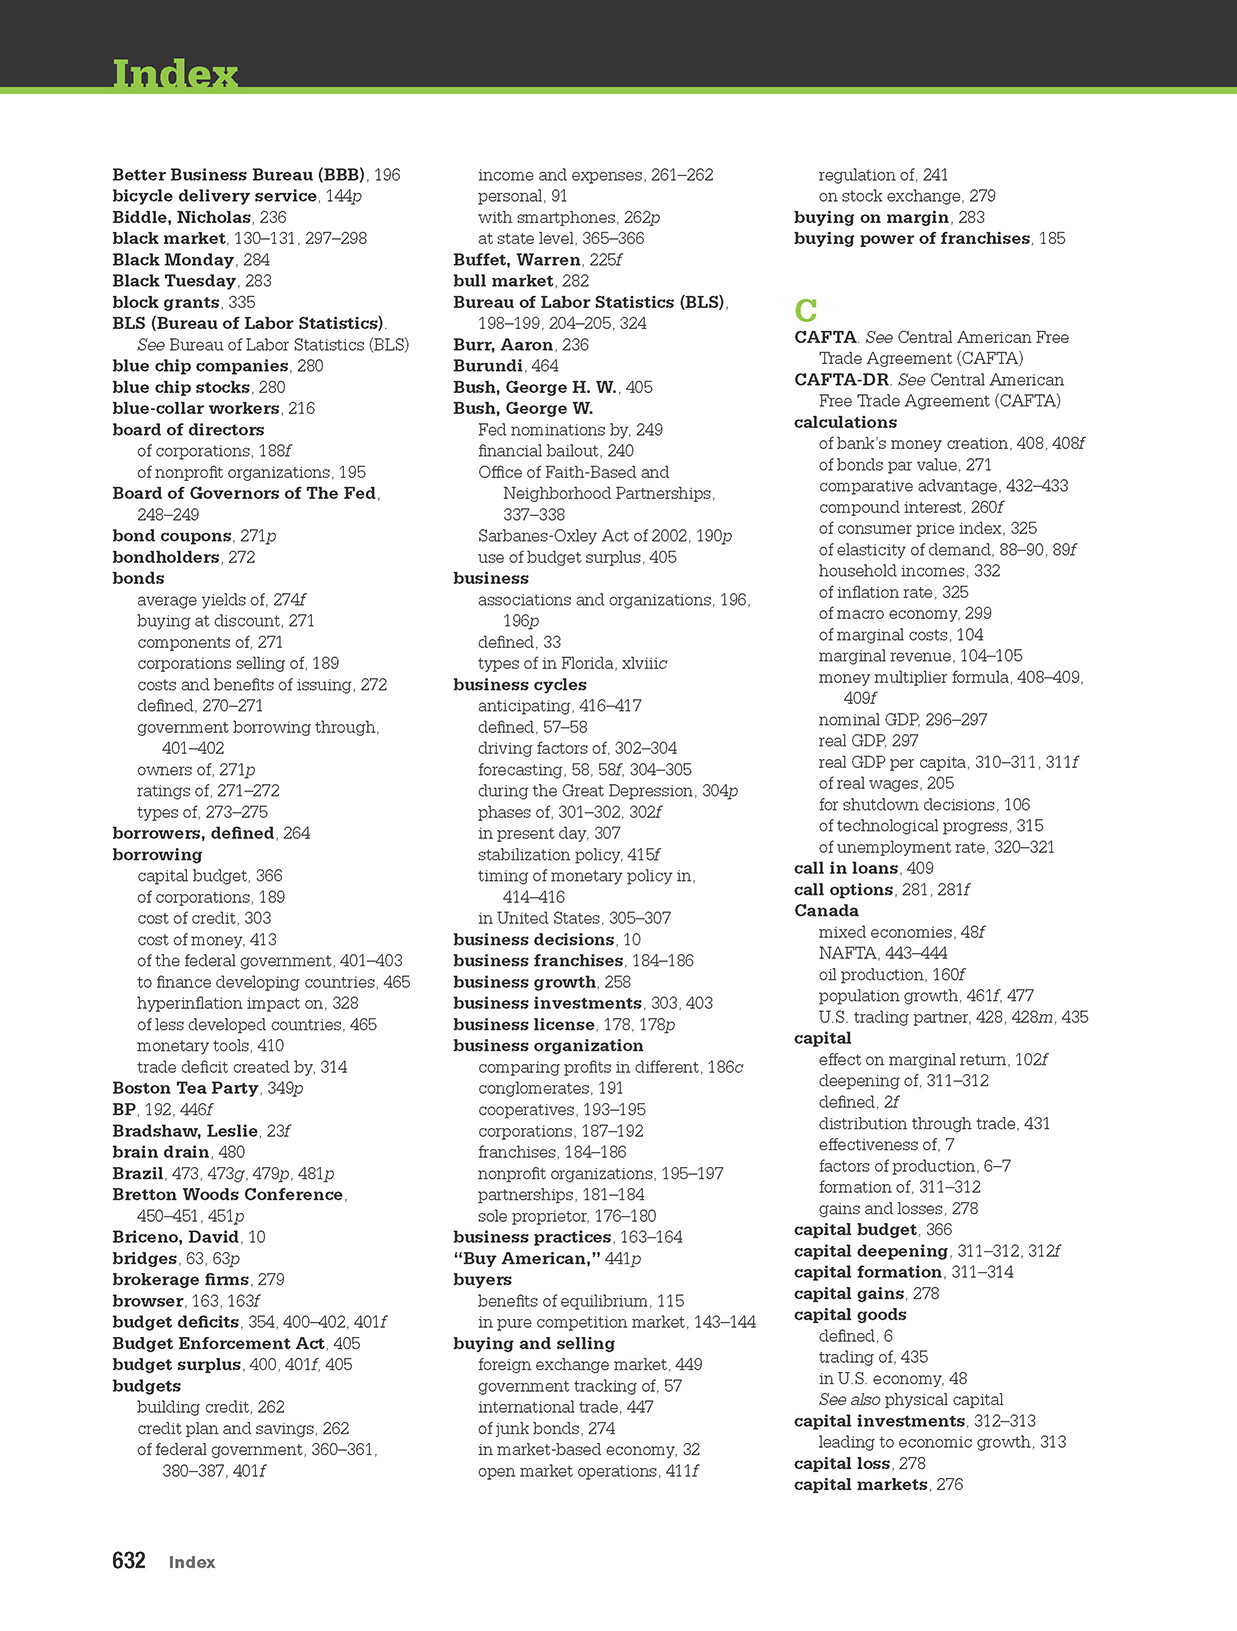 Index
Better Business Bureau (BBB), 196
bicycle delivery service, 144p
Biddle, Nicholas, 236
black market, 130–131, 297–298
Black Monday, 284
Black Tuesday, 283
block grants, 335
BLS (Bureau of Labor Statistics).
See Bureau of Labor Statistics (BLS)
blue chip companies, 280
blue chip stocks, 280
blue-collar workers, 216
board of directors
of corporations, 188f
of nonprofit organizations, 195
Board of Governors of The Fed,
248–249
bond coupons, 271p
bondholders, 272
bonds
average yields of, 274f
buying at discount, 271
components of, 271
corporations selling of, 189
costs and benefits of issuing, 272
defined, 270–271
government borrowing through,
401–402
owners of, 271p
ratings of, 271–272
types of, 273–275
borrowers, defined, 264
borrowing
capital budget, 366
of corporations, 189
cost of credit, 303
cost of money, 413
of the federal government, 401–403
to finance developing countries, 465
hyperinflation impact on, 328
of less developed countries, 465
monetary tools, 410
trade deficit created by, 314
Boston Tea Party, 349p
BP, 192, 446f
Bradshaw, Leslie, 23f
brain drain, 480
Brazil, 473, 473g, 479p, 481p
Bretton Woods Conference,
450–451, 451p
Briceno, David, 10
bridges, 63, 63p
brokerage firms, 279
browser, 163, 163f
budget deficits, 354, 400–402, 401f
Budget Enforcement Act, 405
budget surplus, 400, 401f, 405
budgets
building credit, 262
credit plan and savings, 262
of federal government, 360–361,
380–387, 401f
income and expenses, 261–262
personal, 91
with smartphones, 262p
at state level, 365–366
Buffet, Warren, 225f
bull market, 282
Bureau of Labor Statistics (BLS),
198–199, 204–205, 324
Burr, Aaron, 236
Burundi, 464
Bush, George H. W., 405
Bush, George W.
Fed nominations by, 249
financial bailout, 240
Office of Faith-Based and
Neighborhood Partnerships,
337–338
Sarbanes-Oxley Act of 2002, 190p
use of budget surplus, 405
business
associations and organizations, 196,
196p
defined, 33
types of in Florida, xlviiic
business cycles
anticipating, 416–417
defined, 57–58
driving factors of, 302–304
forecasting, 58, 58f, 304–305
during the Great Depression, 304p
phases of, 301–302, 302f
in present day, 307
stabilization policy, 415f
timing of monetary policy in,
414–416
in United States, 305–307
business decisions, 10
business franchises, 184–186
business growth, 258
business investments, 303, 403
business license, 178, 178p
business organization
comparing profits in different, 186c
conglomerates, 191
cooperatives, 193–195
corporations, 187–192
franchises, 184–186
nonprofit organizations, 195–197
partnerships, 181–184
sole proprietor, 176–180
business practices, 163–164
“Buy American,” 441p
buyers
benefits of equilibrium, 115
in pure competition market, 143–144
buying and selling
foreign exchange market, 449
government tracking of, 57
international trade, 447
of junk bonds, 274
in market-based economy, 32
open market operations, 411f
regulation of, 241
on stock exchange, 279
buying on margin, 283
buying power of franchises, 185
C
CAFTA. See Central American Free
Trade Agreement (CAFTA)
CAFTA-DR. See Central American
Free Trade Agreement (CAFTA)
calculations
of bank’s money creation, 408, 408f
of bonds par value, 271
comparative advantage, 432–433
compound interest, 260f
of consumer price index, 325
of elasticity of demand, 88–90, 89f
household incomes, 332
of inflation rate, 325
of macro economy, 299
of marginal costs, 104
marginal revenue, 104–105
money multiplier formula, 408–409,
409f
nominal GDP, 296–297
real GDP, 297
real GDP per capita, 310–311, 311f
of real wages, 205
for shutdown decisions, 106
of technological progress, 315
of unemployment rate, 320–321
call in loans, 409
call options, 281, 281f
Canada
mixed economies, 48f
NAFTA, 443–444
oil production, 160f
population growth, 461f, 477
U.S. trading partner, 428, 428m, 435
capital
effect on marginal return, 102f
deepening of, 311–312
defined, 2f
distribution through trade, 431
effectiveness of, 7
factors of production, 6–7
formation of, 311–312
gains and losses, 278
capital budget, 366
capital deepening, 311–312, 312f
capital formation, 311–314
capital gains, 278
capital goods
defined, 6
trading of, 435
in U.S. economy, 48
See also physical capital
capital investments, 312–313
leading to economic growth, 313
capital loss, 278
capital markets, 276
632 Index